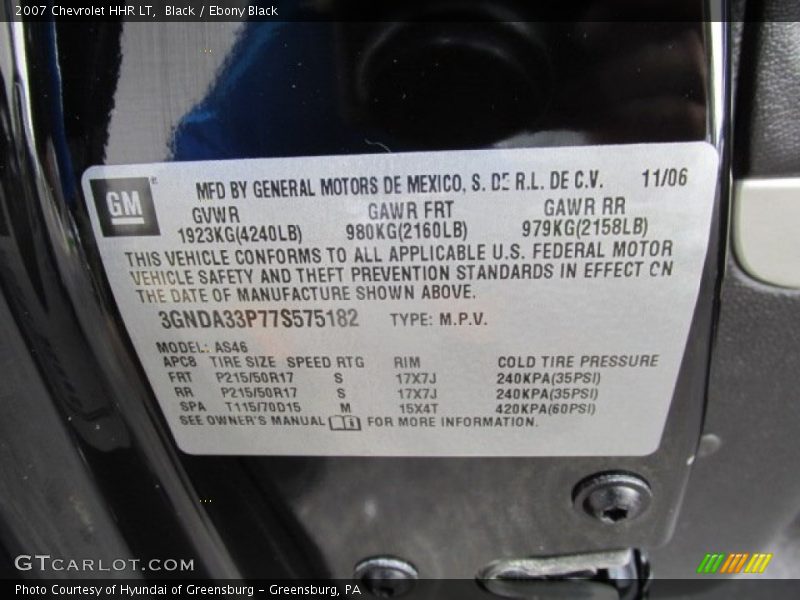 2007 Chevrolet HHR LT, Black / Ebony Black
GM
MFD BY GENERAL MOTORS DE MEXICO, S. DE R.L. DE C.V. 11/06
GVWR GAWR FRT GAWR RR
1923KG(4240LB) 980KG(2160LB) 979KG(2158LB)
THIS VEHICLE CONFORMS TO ALL APPLICABLE U.S. FEDERAL MOTOR
VEHICLE SAFETY AND THEFT PREVENTION STANDARDS IN EFFECT ON
THE DATE OF MANUFACTURE SHOWN ABOVE.
3GNDA33P77S575182 TYPE: M.P.V.
MODEL: AS46
APC8 TIRE SIZE SPEED RTG RIM COLD TIRE PRESSURE
FRT P215/50R17 S 17X7J 240KPA(35PSI)
RR P215/50R17 S 17X7J 240KPA(35PSI)
SPA T115/70D15 M 15X4T 420KPA(60PSI)
SEE OWNER'S MANUAL FOR MORE INFORMATION.
GTCARLOT.COM
Photo Courtesy of Hyundai of Greensburg - Greensburg, PA